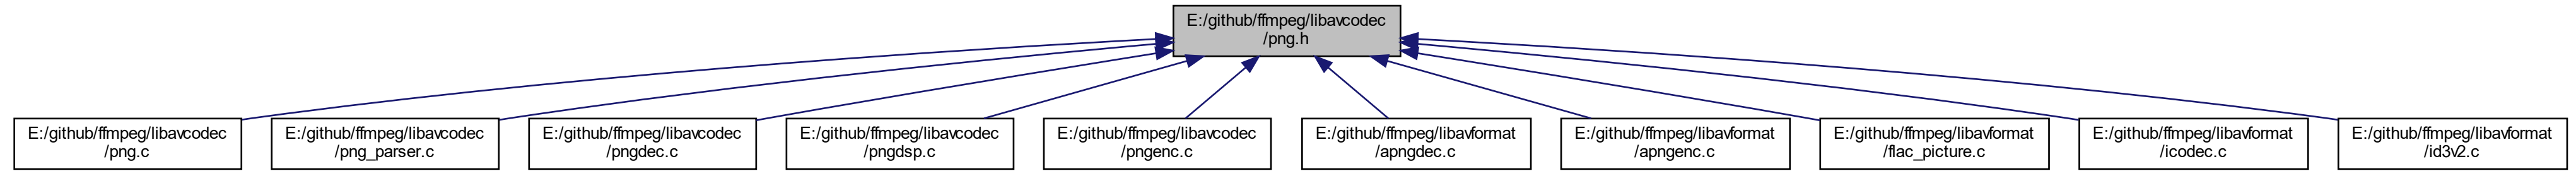 E:/github/ffmpeg/libavcodec
/png.h
E:/github/ffmpeg/libavcodec
/png.c
E:/github/ffmpeg/libavcodec
/png_parser.c
E:/github/ffmpeg/libavcodec
/pngdec.c
E:/github/ffmpeg/libavcodec
/pngdsp.c
E:/github/ffmpeg/libavcodec
/pngenc.c
E:/github/ffmpeg/libavformat
/apngdec.c
E:/github/ffmpeg/libavformat
/apngenc.c
E:/github/ffmpeg/libavformat
/flac_picture.c
E:/github/ffmpeg/libavformat
/icodec.c
E:/github/ffmpeg/libavformat
/id3v2.c